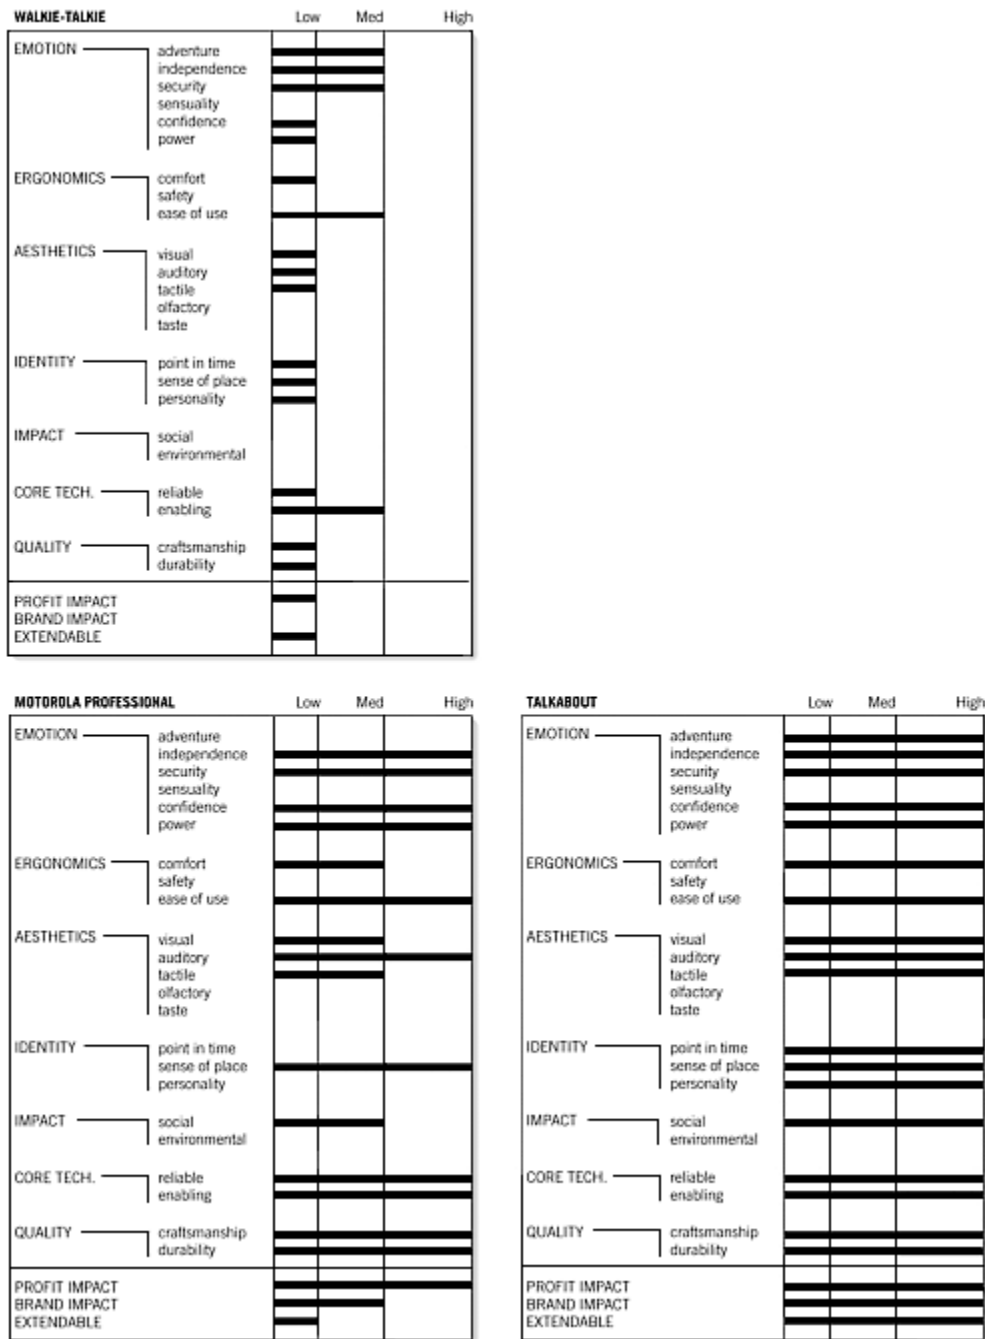 WALKIE-TALKIE Low Med High
EMOTION adventure
independence
security
sensuality
confidence
power
ERGONOMICS comfort
safety
ease of use
AESTHETICS visual
auditory
tactile
olfactory
taste
IDENTITY point in time
sense of place
personality
IMPACT social
environmental
CORE TECH. reliable
enabling
QUALITY craftsmanship
durability
PROFIT IMPACT
BRAND IMPACT
EXTENDABLE
MOTOROLA PROFESSIONAL Low Med High
EMOTION adventure
independence
security
sensuality
confidence
power
ERGONOMICS comfort
safety
ease of use
AESTHETICS visual
auditory
tactile
olfactory
taste
IDENTITY point in time
sense of place
personality
IMPACT social
environmental
CORE TECH. reliable
enabling
QUALITY craftsmanship
durability
PROFIT IMPACT
BRAND IMPACT
EXTENDABLE
TALKABOUT Low Med High
EMOTION adventure
independence
security
sensuality
confidence
power
ERGONOMICS comfort
safety
ease of use
AESTHETICS visual
auditory
tactile
olfactory
taste
IDENTITY point in time
sense of place
personality
IMPACT social
environmental
CORE TECH. reliable
enabling
QUALITY craftsmanship
durability
PROFIT IMPACT
BRAND IMPACT
EXTENDABLE